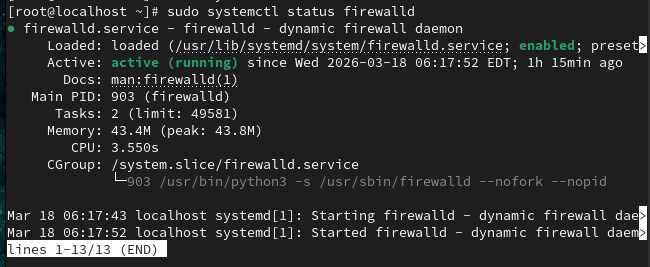 [root@localhost ~]# sudo systemctl status firewalld
● firewalld.service - firewalld - dynamic firewall daemon
     Loaded: loaded (/usr/lib/systemd/system/firewalld.service; enabled; preset>
     Active: active (running) since Wed 2026-03-18 06:17:52 EDT; 1h 15min ago
       Docs: man:firewalld(1)
   Main PID: 903 (firewalld)
      Tasks: 2 (limit: 49581)
     Memory: 43.4M (peak: 43.8M)
        CPU: 3.550s
     CGroup: /system.slice/firewalld.service
             └─903 /usr/bin/python3 -s /usr/sbin/firewalld --nofork --nopid

Mar 18 06:17:43 localhost systemd[1]: Starting firewalld - dynamic firewall dae>
Mar 18 06:17:52 localhost systemd[1]: Started firewalld - dynamic firewall daem>
lines 1-13/13 (END)